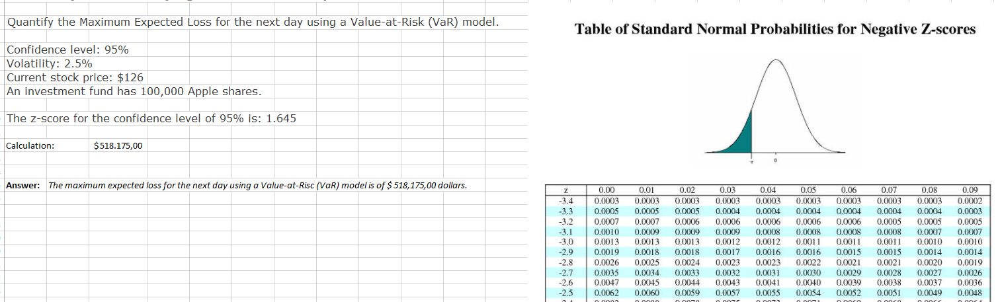 Quantify the Maximum Expected Loss for the next day using a Value-at-Risk (VaR) model.
Confidence level: 95%
Volatility: 2.5%
Current stock price: $126
An investment fund has 100,000 Apple shares.
The z-score for the confidence level of 95% is: 1.645
Calculation: $518.175,00
Answer: The maximum expected loss for the next day using a Value-at-Risc (VaR) model is of $ 518,175,00 dollars.
Table of Standard Normal Probabilities for Negative Z-scores
z
0
z 0.00 0.01 0.02 0.03 0.04 0.05 0.06 0.07 0.08 0.09
-3.4 0.0003 0.0003 0.0003 0.0003 0.0003 0.0003 0.0003 0.0003 0.0003 0.0002
-3.3 0.0005 0.0005 0.0005 0.0004 0.0004 0.0004 0.0004 0.0004 0.0004 0.0003
-3.2 0.0007 0.0007 0.0006 0.0006 0.0006 0.0006 0.0006 0.0005 0.0005 0.0005
-3.1 0.0010 0.0009 0.0009 0.0009 0.0008 0.0008 0.0008 0.0008 0.0007 0.0007
-3.0 0.0013 0.0013 0.0013 0.0012 0.0012 0.0011 0.0011 0.0011 0.0010 0.0010
-2.9 0.0019 0.0018 0.0018 0.0017 0.0016 0.0016 0.0015 0.0015 0.0014 0.0014
-2.8 0.0026 0.0025 0.0024 0.0023 0.0023 0.0022 0.0021 0.0021 0.0020 0.0019
-2.7 0.0035 0.0034 0.0033 0.0032 0.0031 0.0030 0.0029 0.0028 0.0027 0.0026
-2.6 0.0047 0.0045 0.0044 0.0043 0.0041 0.0040 0.0039 0.0038 0.0037 0.0036
-2.5 0.0062 0.0060 0.0059 0.0057 0.0055 0.0054 0.0052 0.0051 0.0049 0.0048